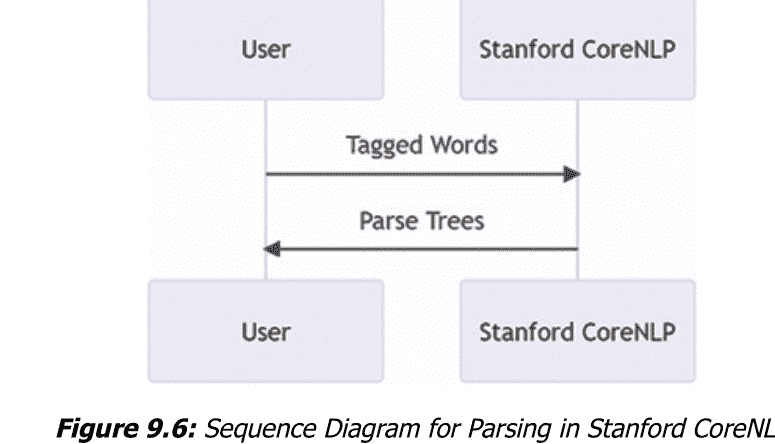 User Stanford CoreNLP
Tagged Words
Parse Trees
User Stanford CoreNLP
Figure 9.6: Sequence Diagram for Parsing in Stanford CoreNL